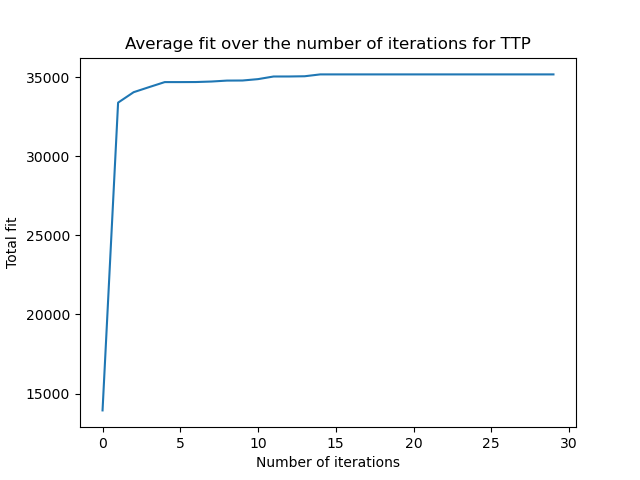 Average fit over the number of iterations for TTP
35000
30000
25000
20000
15000
Total fit
0 5 10 15 20 25 30
Number of iterations